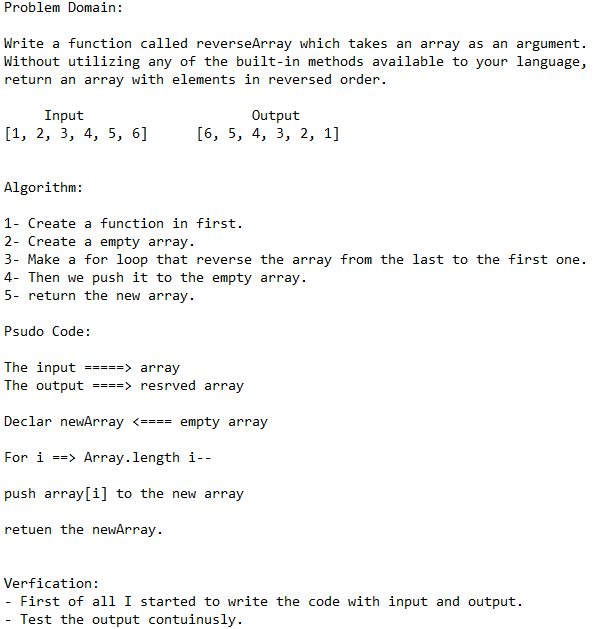 Problem Domain:
Write a function called reverseArray which takes an array as an argument.
Without utilizing any of the built-in methods available to your language,
return an array with elements in reversed order.
Input Output
[1, 2, 3, 4, 5, 6] [6, 5, 4, 3, 2, 1]
Algorithm:
1- Create a function in first.
2- Create a empty array.
3- Make a for loop that reverse the array from the last to the first one.
4- Then we push it to the empty array.
5- return the new array.
Psudo Code:
The input =====> array
The output ====> resrved array
Declar newArray <==== empty array
For i ==> Array.length i--
push array[i] to the new array
retuen the newArray.
Verfication:
- First of all I started to write the code with input and output.
- Test the output contuinusly.